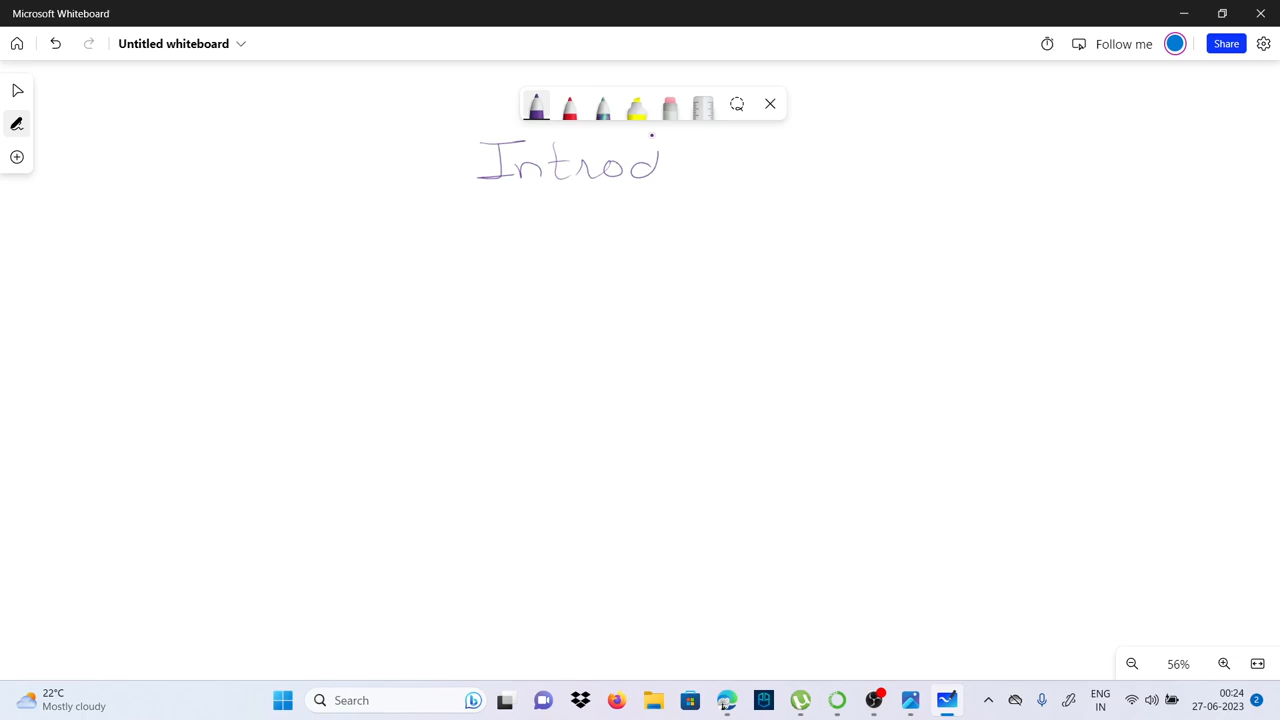 Microsoft Whiteboard
Untitled whiteboard
Follow me
Share
Introd
56%
22°C
Mostly cloudy
Search
ENG
IN
00:24
27-06-2023
2